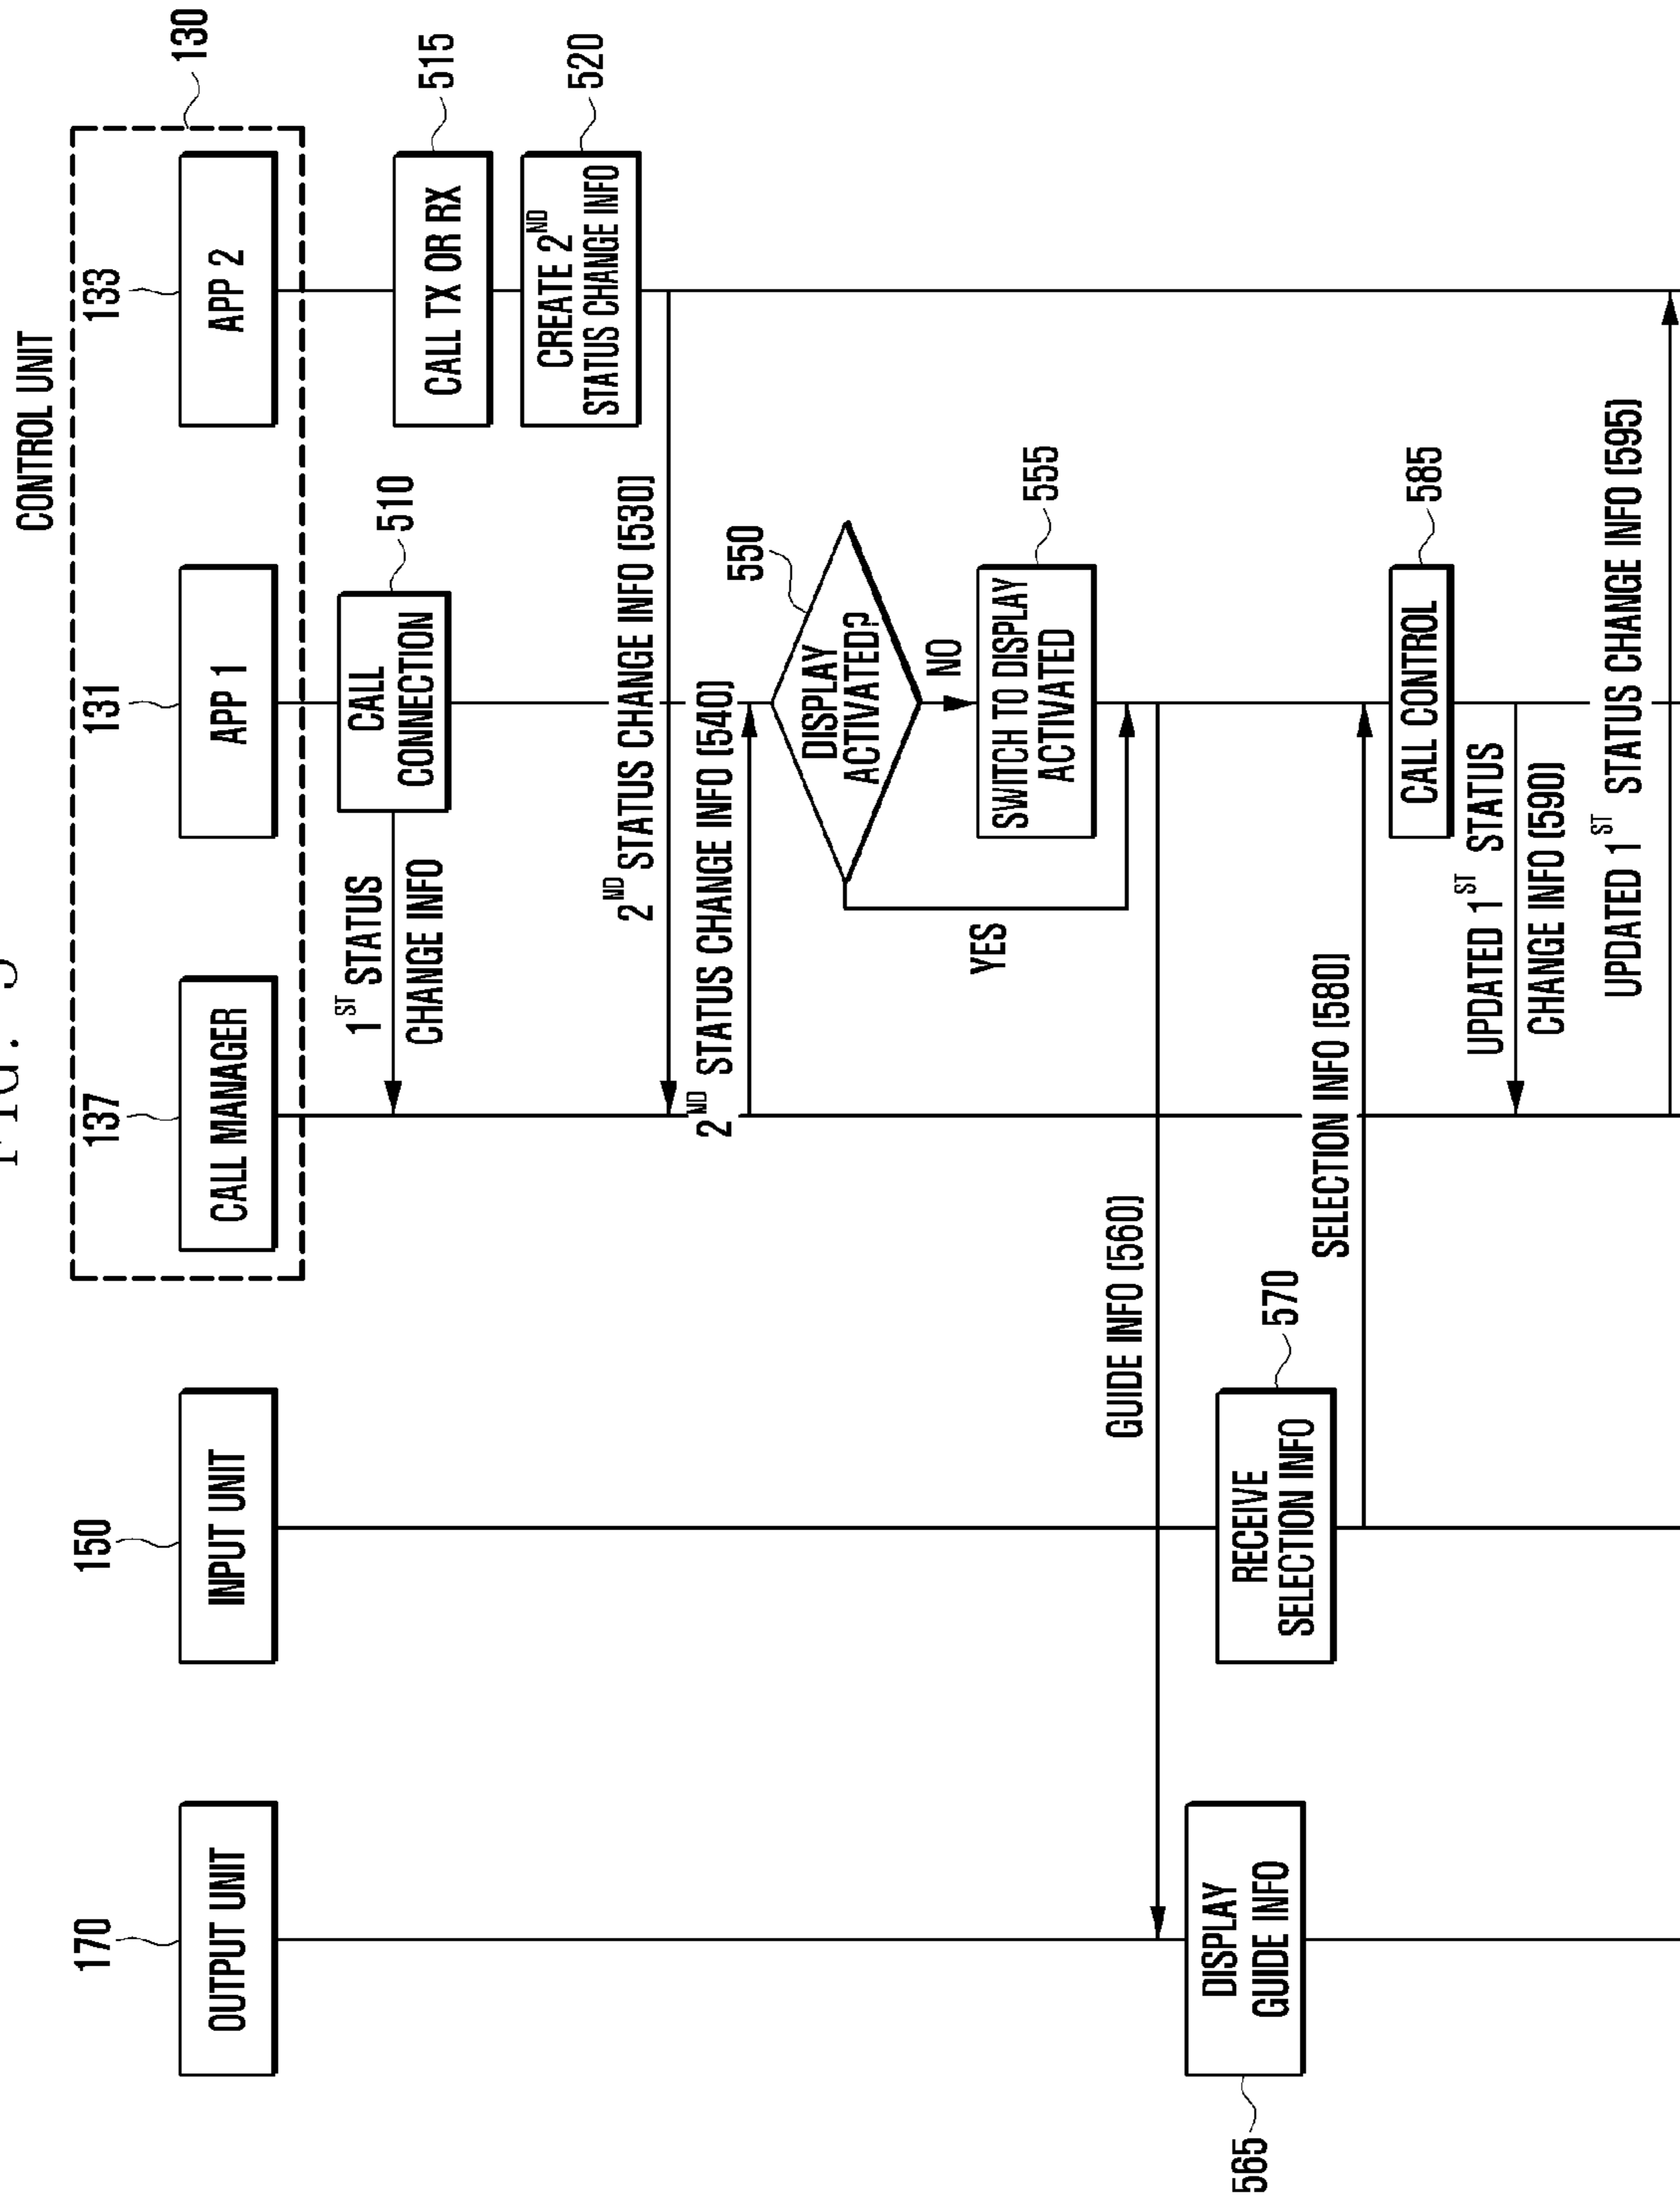 FIG. 5
CONTROL UNIT
130
170
150
137
131
133
OUTPUT UNIT
INPUT UNIT
CALL MANAGER
APP 1
APP 2
510
CALL
CONNECTION
1ST STATUS
CHANGE INFO
515
CALL TX OR RX
520
CREATE 2ND
STATUS CHANGE INFO
2ND STATUS CHANGE INFO (530)
2ND STATUS CHANGE INFO (540)
550
DISPLAY
ACTIVATED?
NO
YES
555
SWITCH TO DISPLAY
ACTIVATED
GUIDE INFO (560)
565
DISPLAY
GUIDE INFO
570
RECEIVE
SELECTION INFO
SELECTION INFO (580)
585
CALL CONTROL
UPDATED 1ST STATUS
CHANGE INFO (590)
UPDATED 1ST STATUS CHANGE INFO (595)